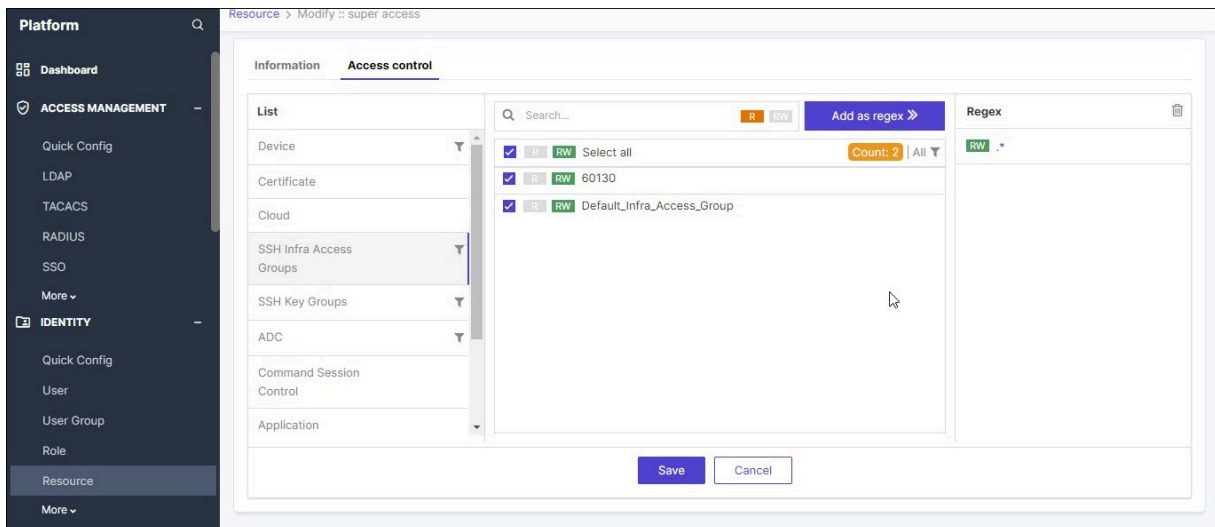 Platform
Dashboard
ACCESS MANAGEMENT –
Quick Config
LDAP
TACACS
RADIUS
SSO
More
IDENTITY –
Quick Config
User
User Group
Role
Resource
More
Resource > Modify :: super access
Information Access control
List
Device
Certificate
Cloud
SSH Infra Access
Groups
SSH Key Groups
ADC
Command Session
Control
Application
Search... R RW Add as regex »
R RW Select all Count: 2 | All
R RW 60130
R RW Default_Infra_Access_Group
Regex
RW .*
Save Cancel